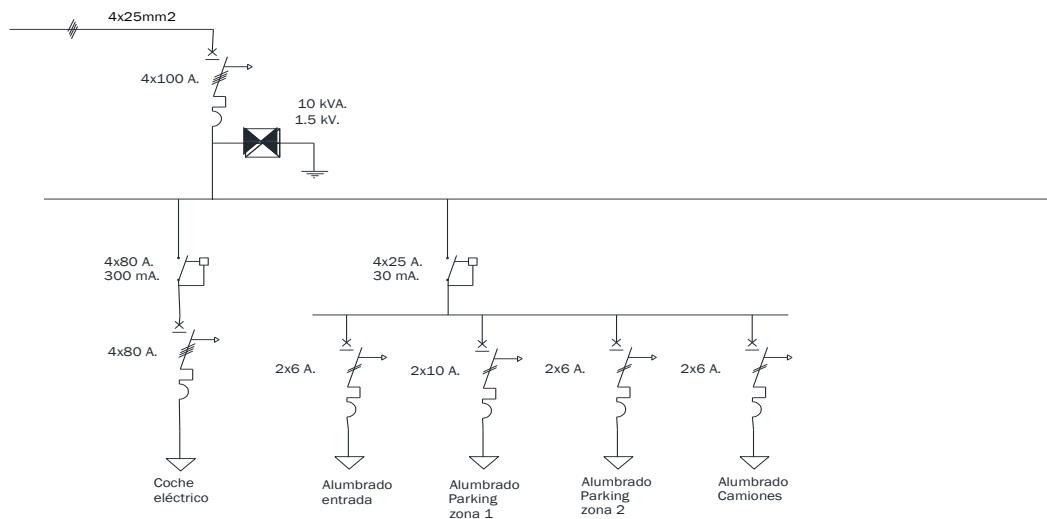 4x25mm2
4x100 A.
10 kVA.
1.5 kV.
4x80 A.
300 mA.
4x25 A.
30 mA.
4x80 A.
2x6 A.
2x10 A.
2x6 A.
2x6 A.
Coche
eléctrico
Alumbrado
entrada
Alumbrado
Parking
zona 1
Alumbrado
Parking
zona 2
Alumbrado
Camiones